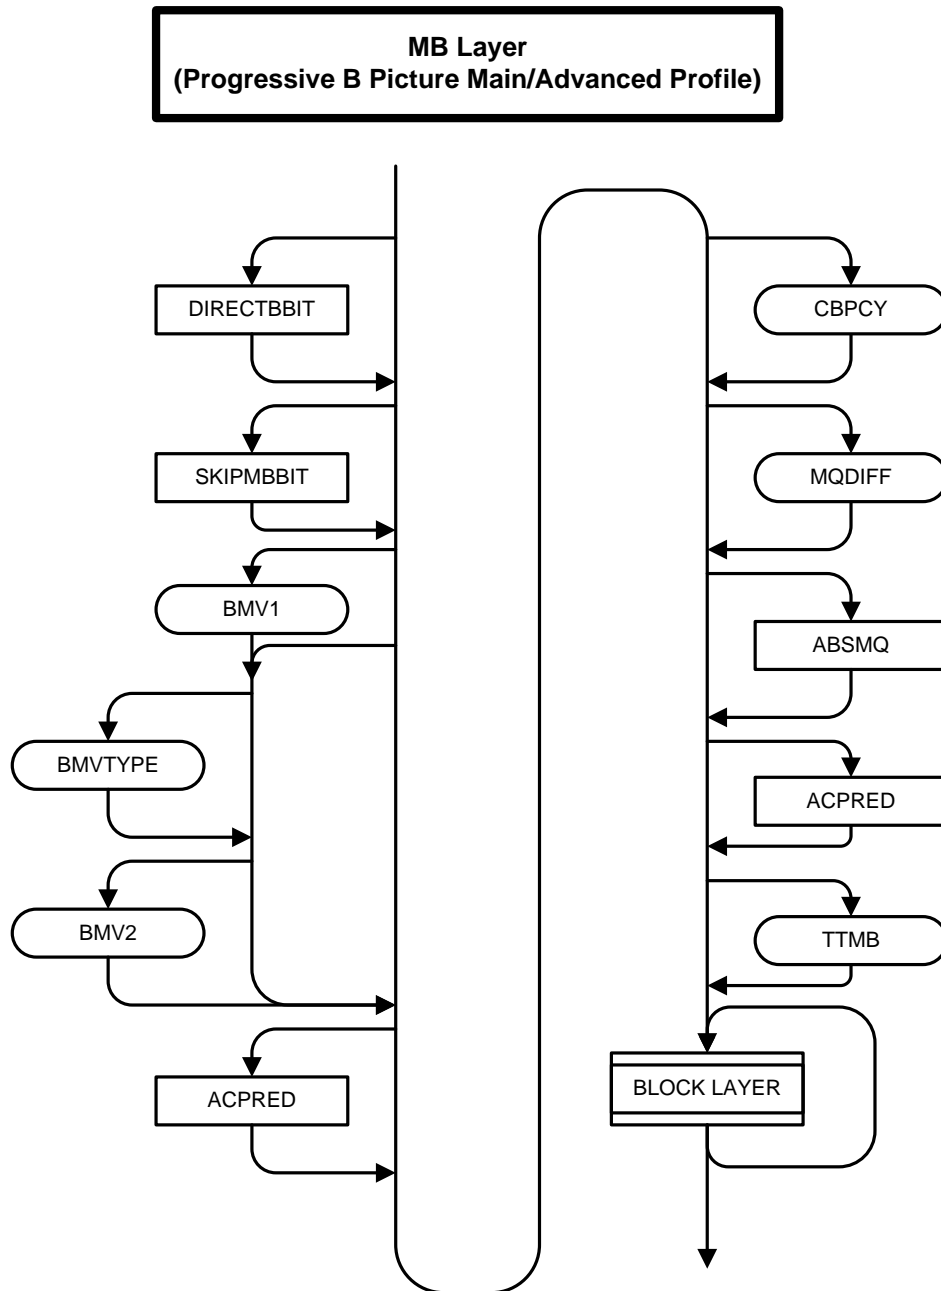 MB Layer
(Progressive B Picture Main/Advanced Profile)
DIRECTBBIT
SKIPMBBIT
BMV1
BMVTYPE
BMV2
ACPRED
CBPCY
MQDIFF
ABSMQ
ACPRED
TTMB
BLOCK LAYER